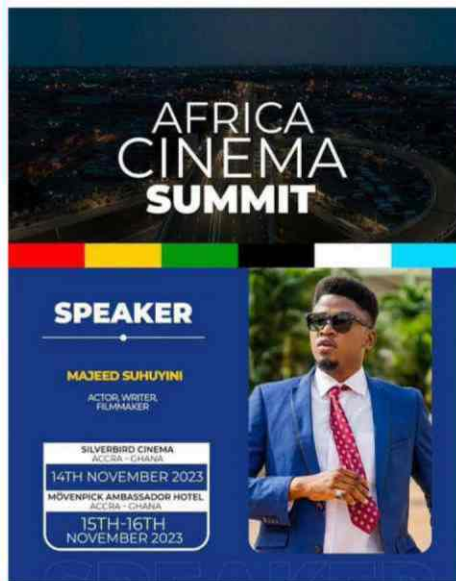 AFRICA
CINEMA
SUMMIT
SPEAKER
MAJEED SUHUYINI
ACTOR, WRITER,
FILMMAKER
SILVERBIRD CINEMA
ACCRA - GHANA
14TH NOVEMBER 2023
MÖVENPICK AMBASSADOR HOTEL
ACCRA - GHANA
15TH-16TH
NOVEMBER 2023
SPEAKER